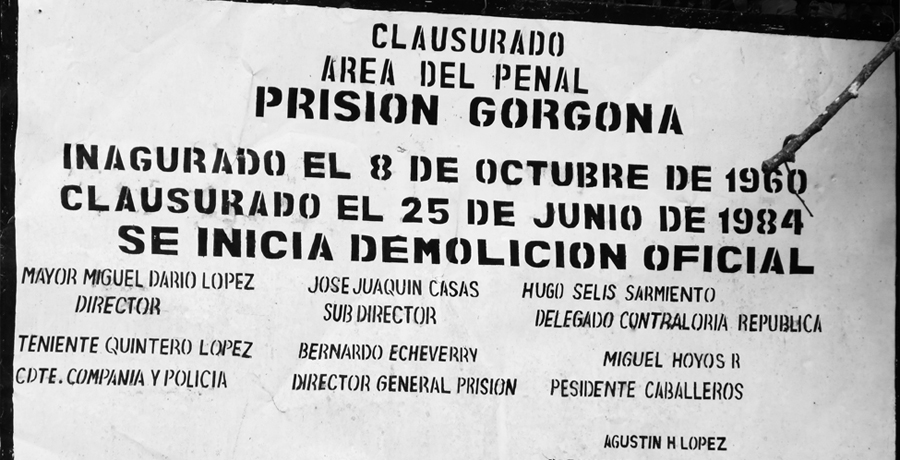 CLAUSURADO
AREA DEL PENAL
PRISION GORGONA
INAGURADO EL 8 DE OCTUBRE DE 1960
CLAUSURADO EL 25 DE JUNIO DE 1984
SE INICIA DEMOLICION OFICIAL
MAYOR MIGUEL DARIO LOPEZ
DIRECTOR
JOSE JUAQUIN CASAS
SUB DIRECTOR
HUGO SELIS SARMIENTO
DELEGADO CONTRALORIA REPUBLICA
TENIENTE QUINTERO LOPEZ
CDTE. COMPANIA Y POLICIA
BERNARDO ECHEVERRY
DIRECTOR GENERAL PRISION
MIGUEL HOYOS R
PESIDENTE CABALLEROS
AGUSTIN H LOPEZ